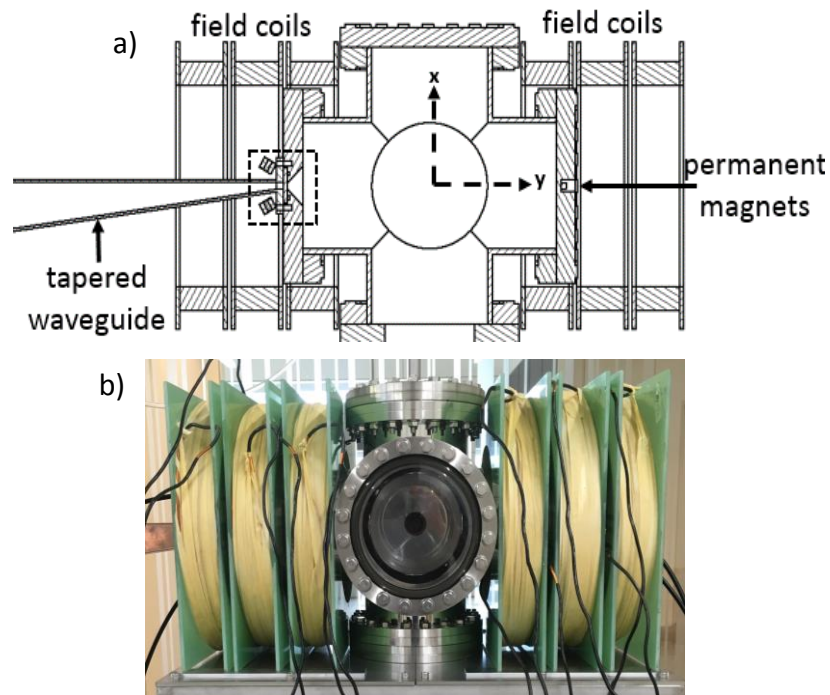 a)
field coils
field coils
x
y
permanent
magnets
tapered
waveguide
b)